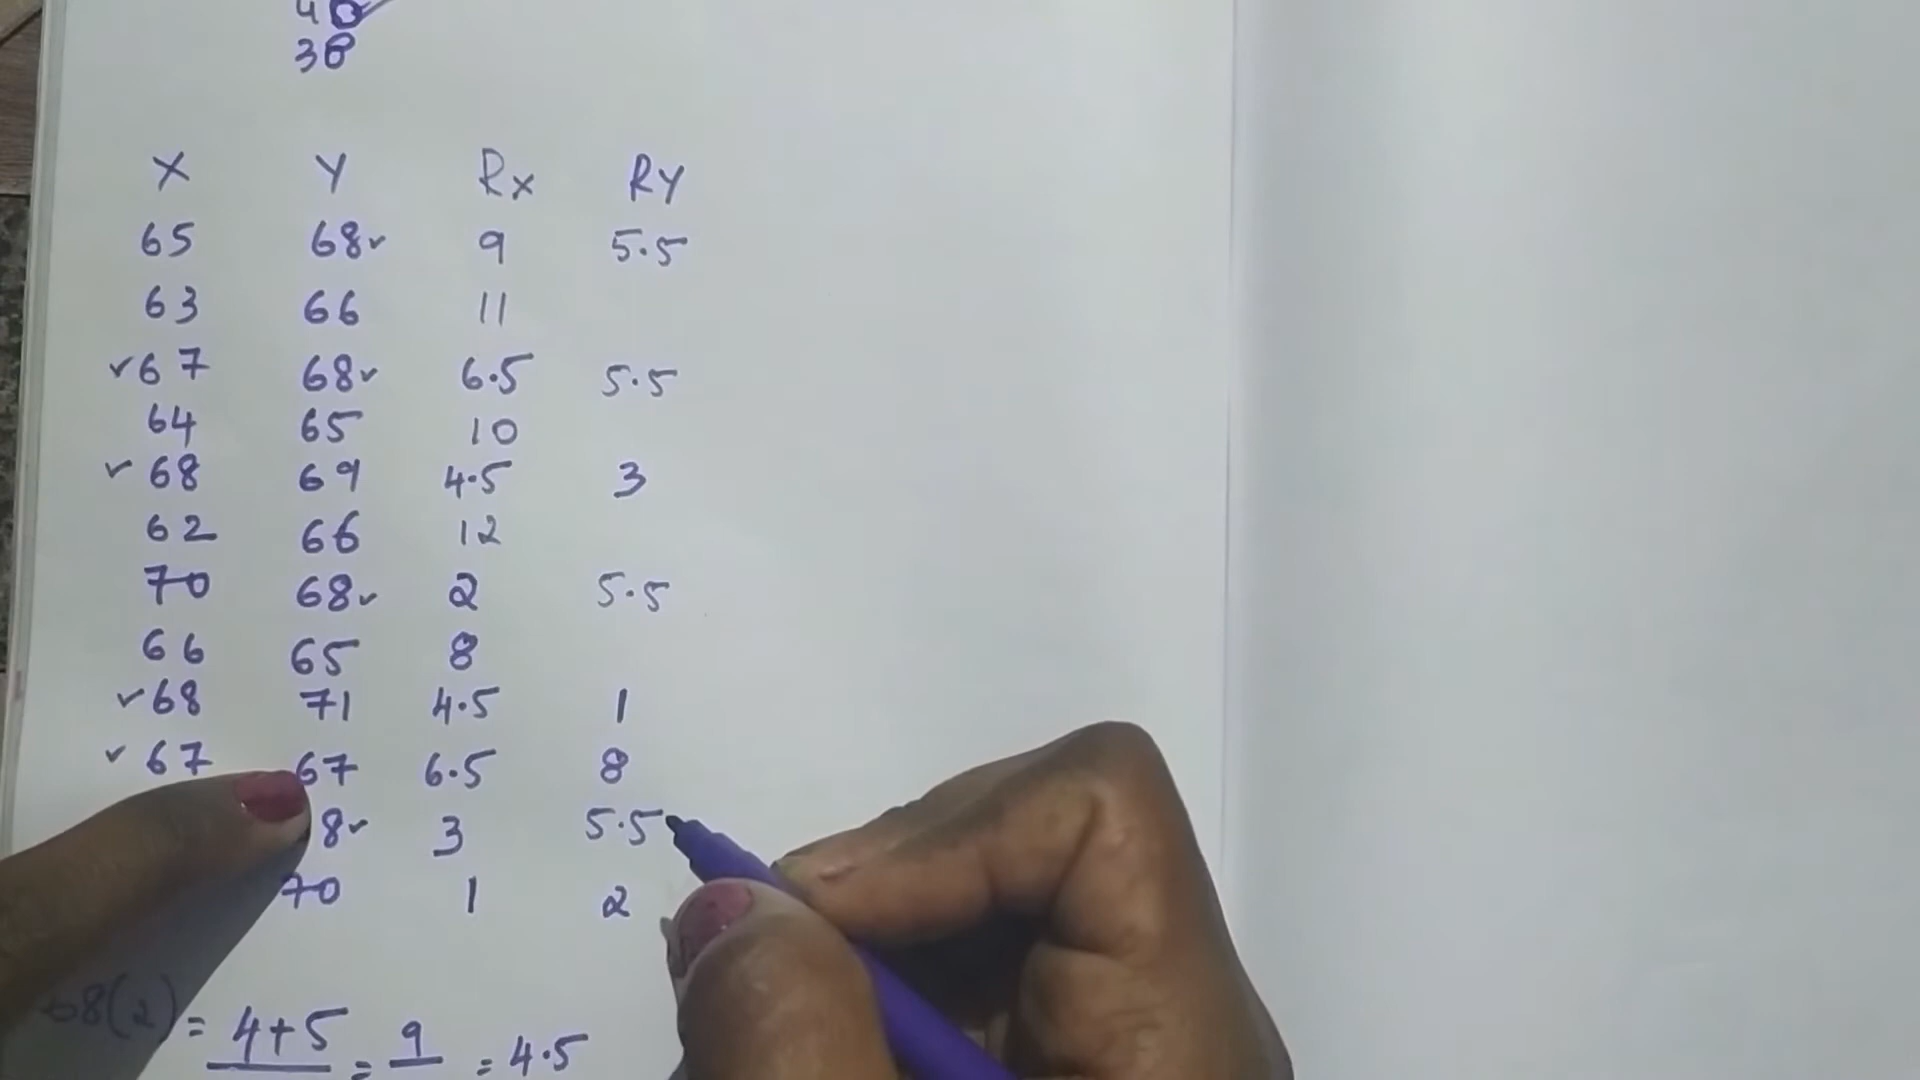 38
X Y Rx RY
65 68✓ 9 5.5
63 66 11
✓67 68✓ 6.5 5.5
64 65 10
✓68 69 4.5 3
62 66 12
70 68✓ 2 5.5
66 65 8
✓68 71 4.5 1
✓67 67 6.5 8
8✓ 3 5.5
70 1 2
68(2) = 4+5 = 9 = 4.5